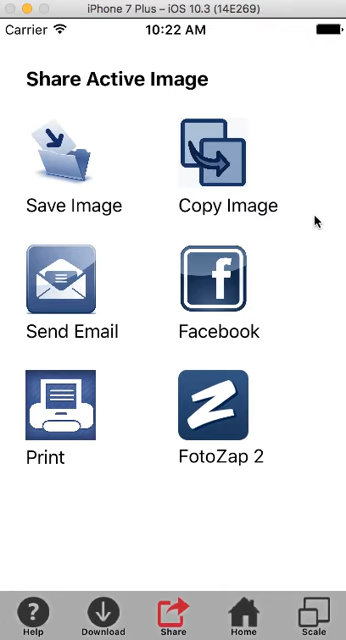 iPhone 7 Plus – iOS 10.3 (14E269)
Carrier 10:22 AM
Share Active Image
Save Image Copy Image
Send Email Facebook
Print FotoZap 2
Help Download Share Home Scale